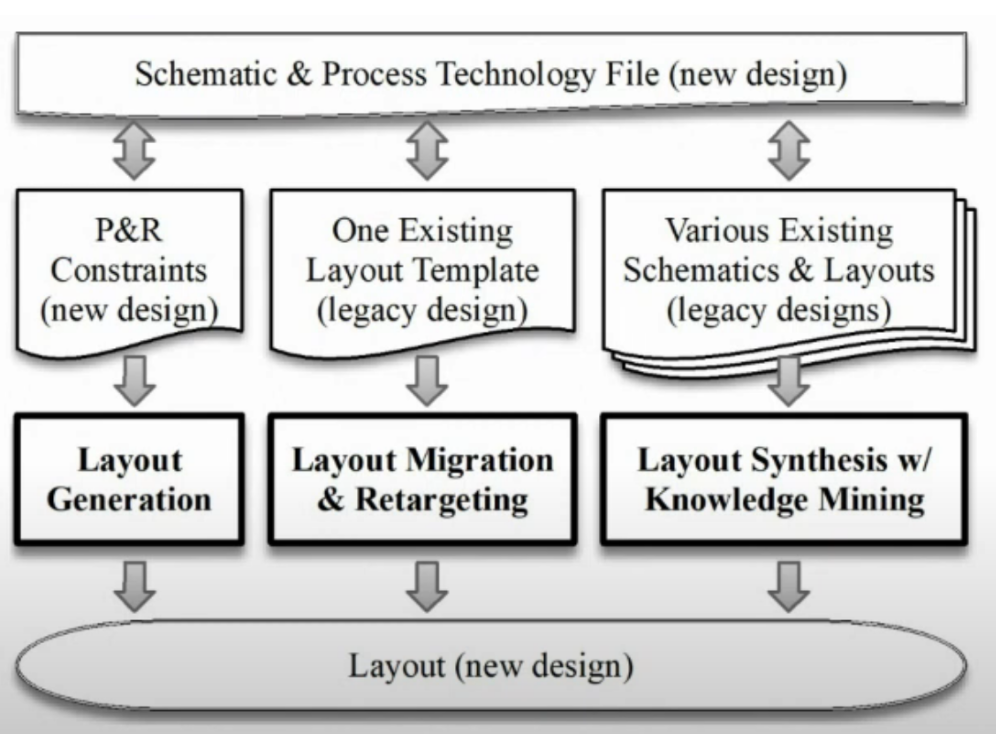 Schematic & Process Technology File (new design)
P&R
Constraints
(new design)
One Existing
Layout Template
(legacy design)
Various Existing
Schematics & Layouts
(legacy designs)
Layout
Generation
Layout Migration
& Retargeting
Layout Synthesis w/
Knowledge Mining
Layout (new design)